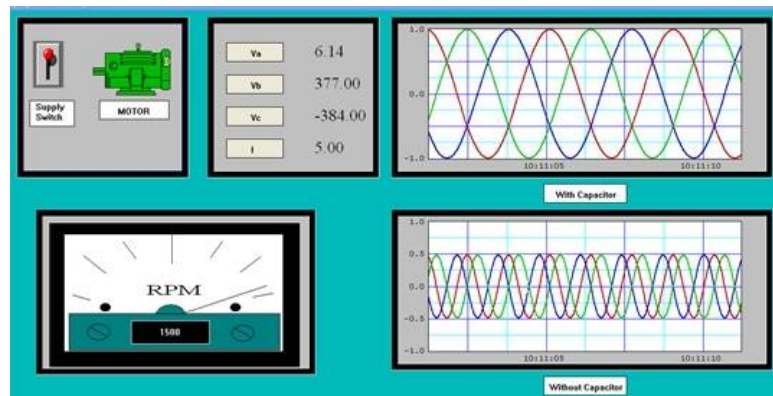 Supply
Switch
MOTOR
Va 6.14
Vb 377.00
Vc -384.00
I 5.00
1.0
0.0
-1.0
10:11:05 10:11:10
With Capacitor
RPM
1500
1.0
0.5
0.0
-0.5
-1.0
10:11:05 10:11:10
Without Capacitor